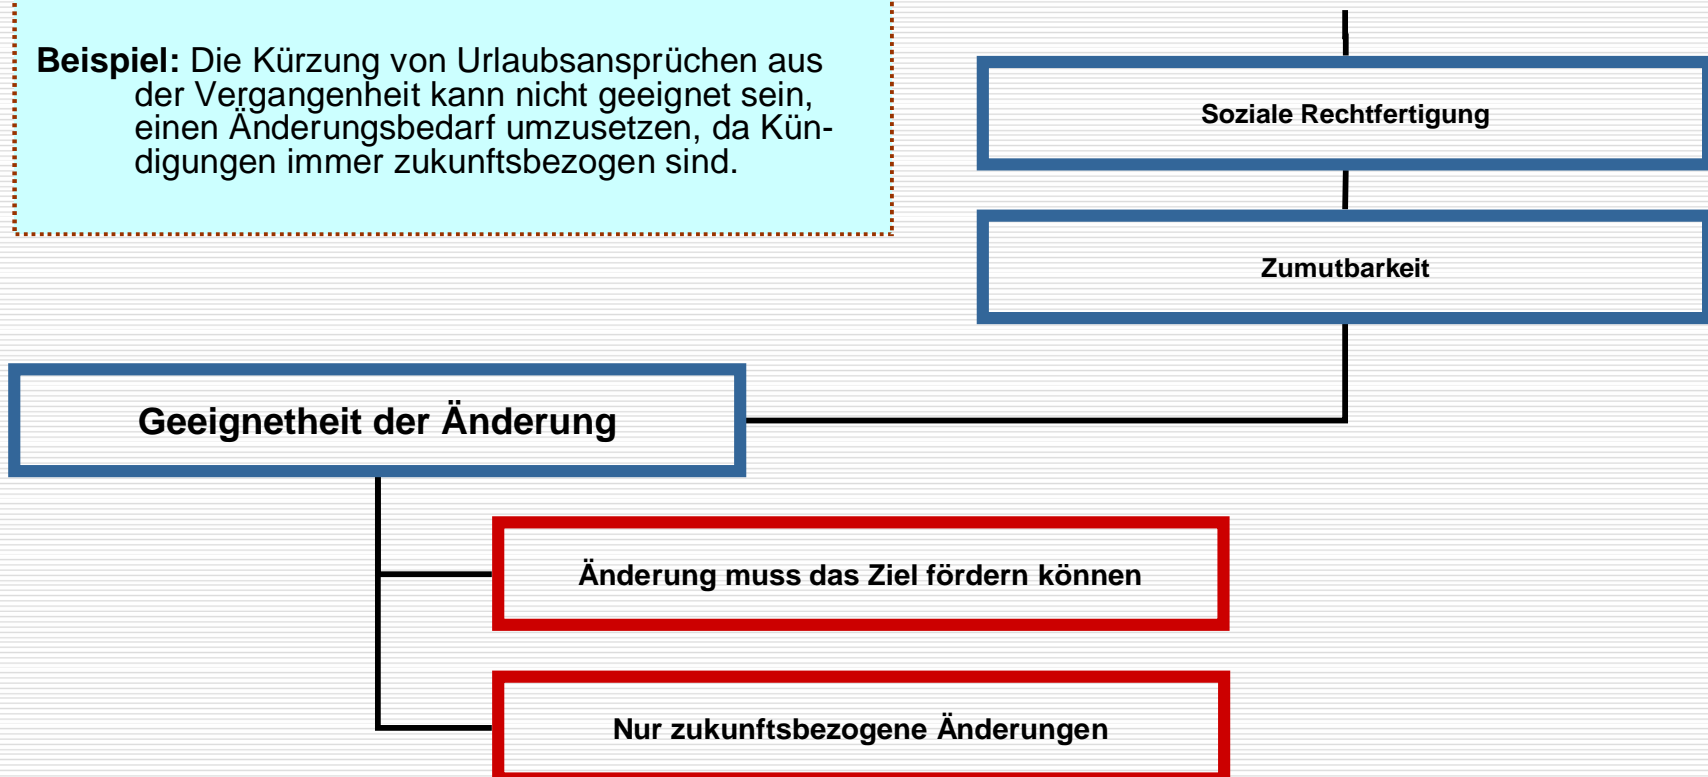 Beispiel: Die Kürzung von Urlaubsansprüchen aus
der Vergangenheit kann nicht geeignet sein,
einen Änderungsbedarf umzusetzen, da Kün-
digungen immer zukunftsbezogen sind.
Soziale Rechtfertigung
Zumutbarkeit
Geeignetheit der Änderung
Änderung muss das Ziel fördern können
Nur zukunftsbezogene Änderungen